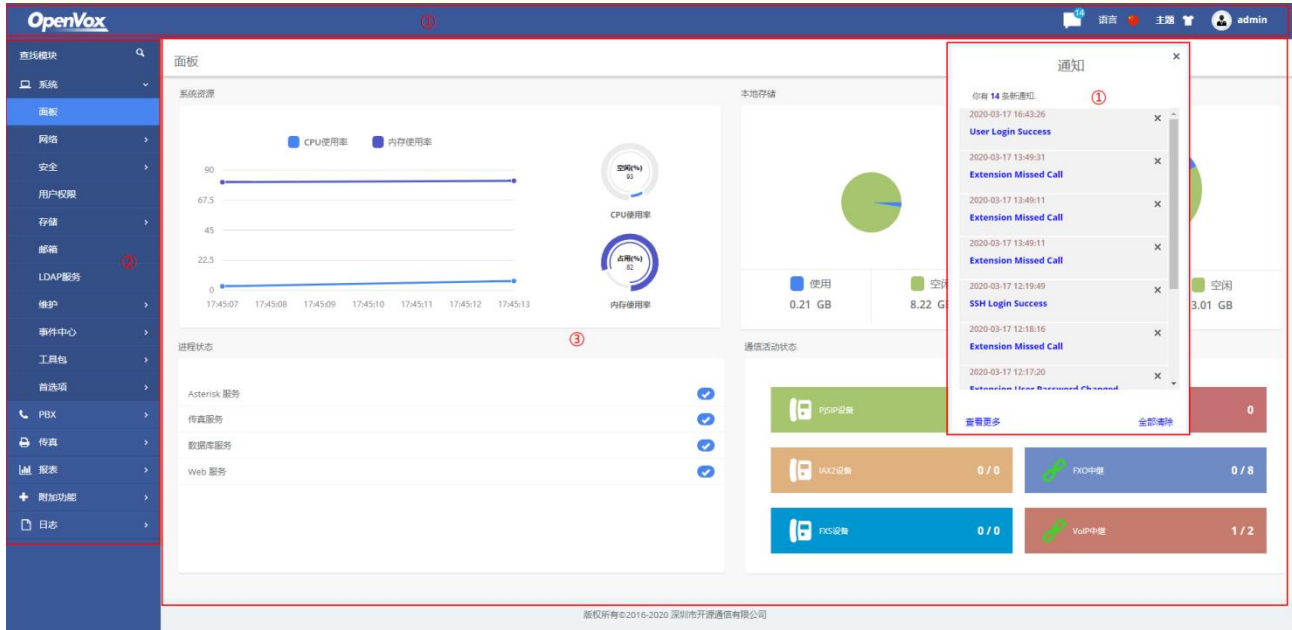 OpenVox
①
14
语言
主题
admin
查找模块
系统
面板
网络
安全
用户权限
存储
邮箱
②
LDAP服务
维护
事件中心
工具包
首选项
PBX
传真
报表
附加功能
日志
面板
系统资源
CPU使用率
内存使用率
90
67.5
45
22.5
0
17:45:07 17:45:08 17:45:09 17:45:10 17:45:11 17:45:12 17:45:13
空闲(%)
93
CPU使用率
占用(%)
82
内存使用率
本地存储
使用
0.21 GB
空闲
8.22 G
空闲
3.01 GB
③
进程状态
Asterisk 服务
传真服务
数据库服务
Web 服务
通信活动状态
PJSIP设备
0
IAX2设备
0 / 0
FXO中继
0 / 8
FXS设备
0 / 0
VoIP中继
1 / 2
通知
你有 14 条新通知.
①
2020-03-17 16:43:26
User Login Success
2020-03-17 13:49:31
Extension Missed Call
2020-03-17 13:49:11
Extension Missed Call
2020-03-17 13:49:11
Extension Missed Call
2020-03-17 12:19:49
SSH Login Success
2020-03-17 12:18:16
Extension Missed Call
2020-03-17 12:17:20
Extension User Password Changed
查看更多
全部清除
版权所有©2016-2020 深圳市开源通信有限公司